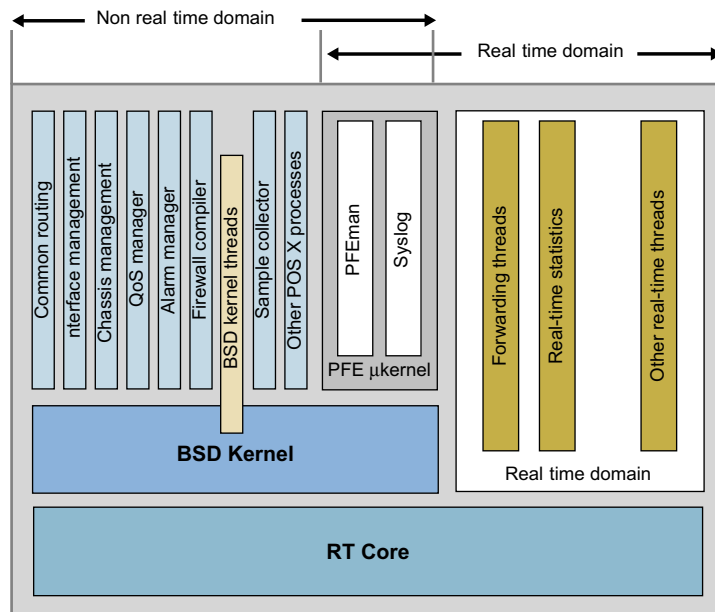 Non real time domain
Real time domain
Common routing
nterface management
Chassis management
QoS manager
Alarm manager
Firewall compiler
BSD kernel threads
Sample collector
Other POS X processes
PFEman
Syslog
PFE μkernel
Forwarding threads
Real-time statistics
Other real-time threads
Real time domain
BSD Kernel
RT Core